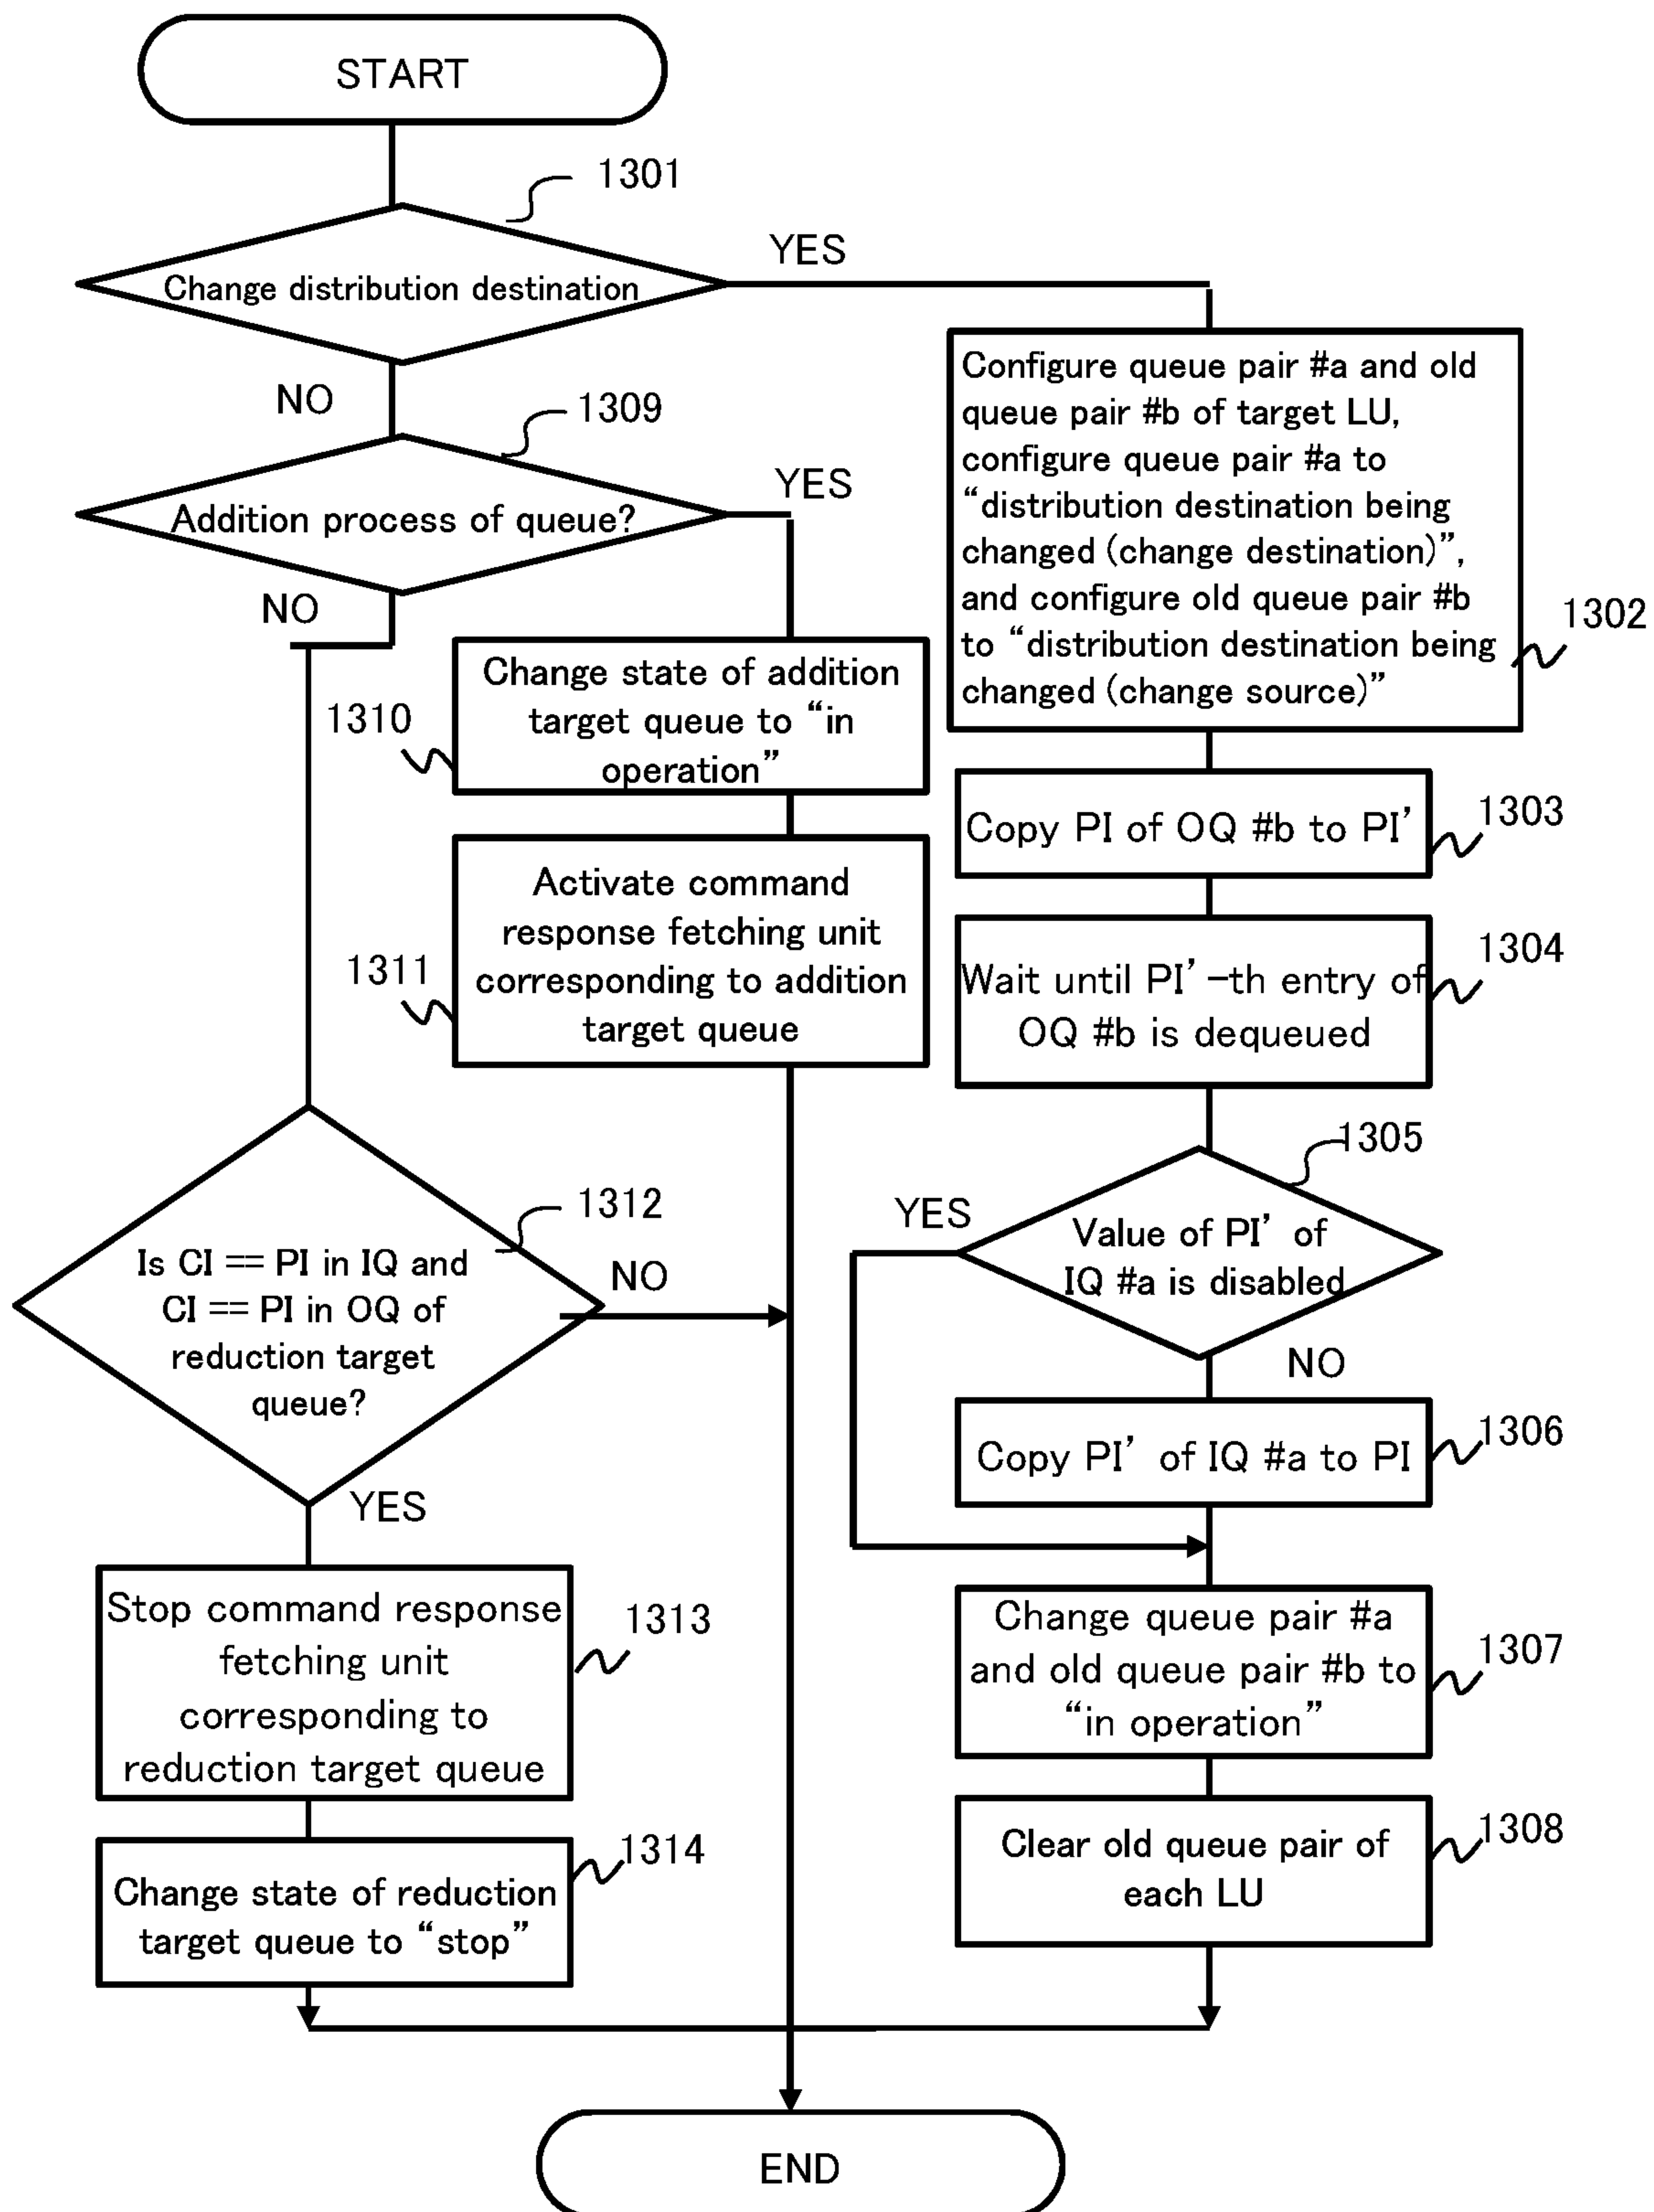 START
1301
YES
Change distribution destination
NO
1309
YES
Addition process of queue?
NO
Configure queue pair #a and old
queue pair #b of target LU,
configure queue pair #a to
“distribution destination being
changed (change destination)”,
and configure old queue pair #b
to “distribution destination being
changed (change source)”
1302
1310
Change state of addition
target queue to “in
operation”
1303
Copy PI of OQ #b to PI’
1311
Activate command
response fetching unit
corresponding to addition
target queue
1304
Wait until PI’-th entry of
OQ #b is dequeued
1305
YES
Value of PI’ of
IQ #a is disabled
NO
1312
Is CI == PI in IQ and
CI == PI in OQ of
reduction target
queue?
NO
YES
1306
Copy PI’ of IQ #a to PI
1313
Stop command response
fetching unit
corresponding to
reduction target queue
1307
Change queue pair #a
and old queue pair #b to
“in operation”
1314
Change state of reduction
target queue to “stop”
1308
Clear old queue pair of
each LU
END